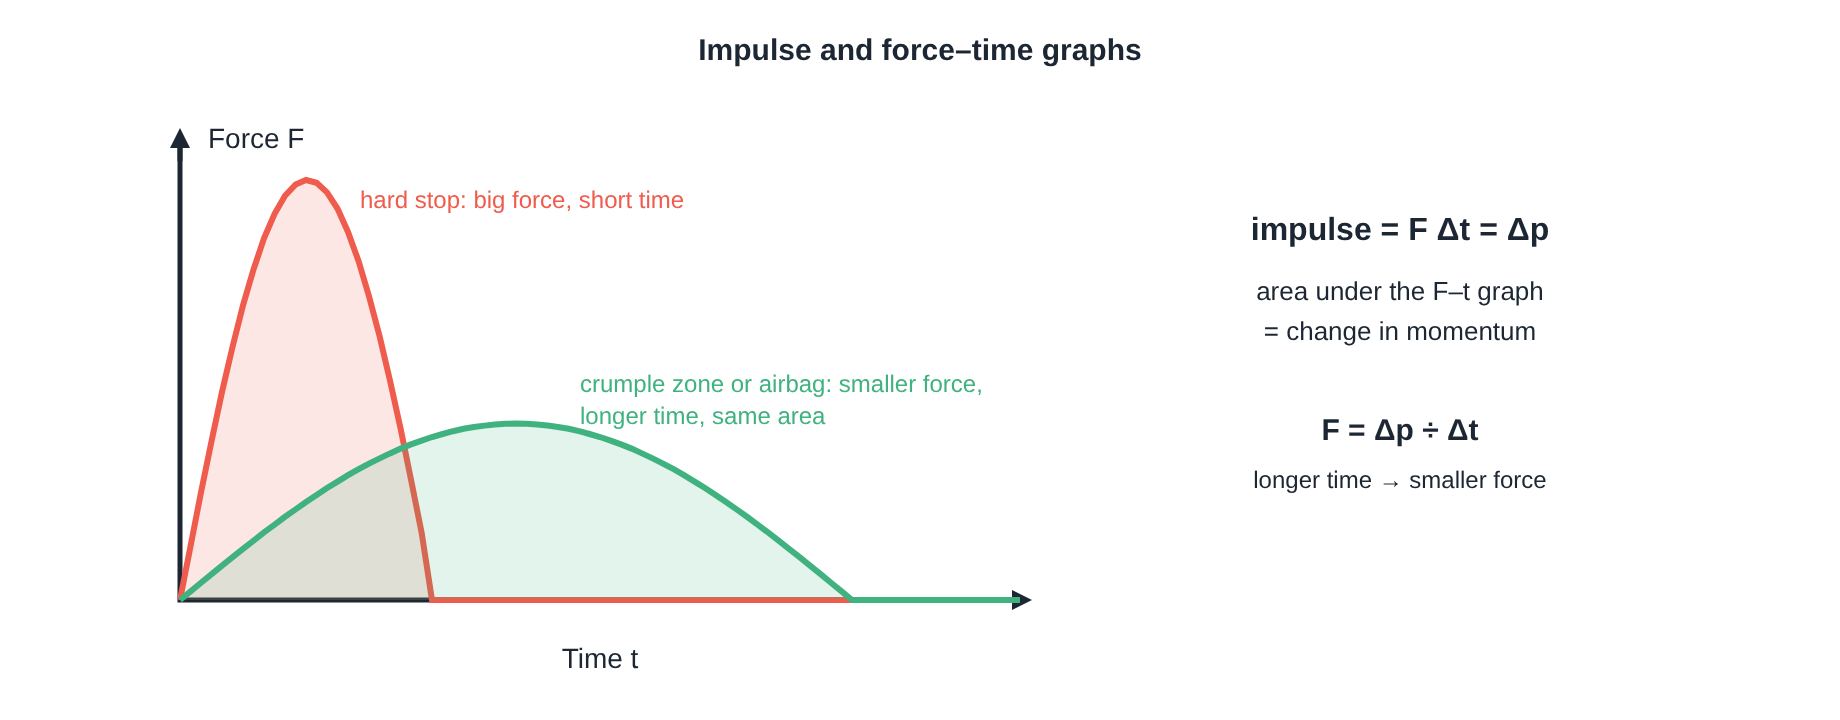 Impulse and force–time graphs
Force F
hard stop: big force, short time
crumple zone or airbag: smaller force,
longer time, same area
Time t
impulse = F Δt = Δp
area under the F–t graph
= change in momentum
F = Δp ÷ Δt
longer time → smaller force